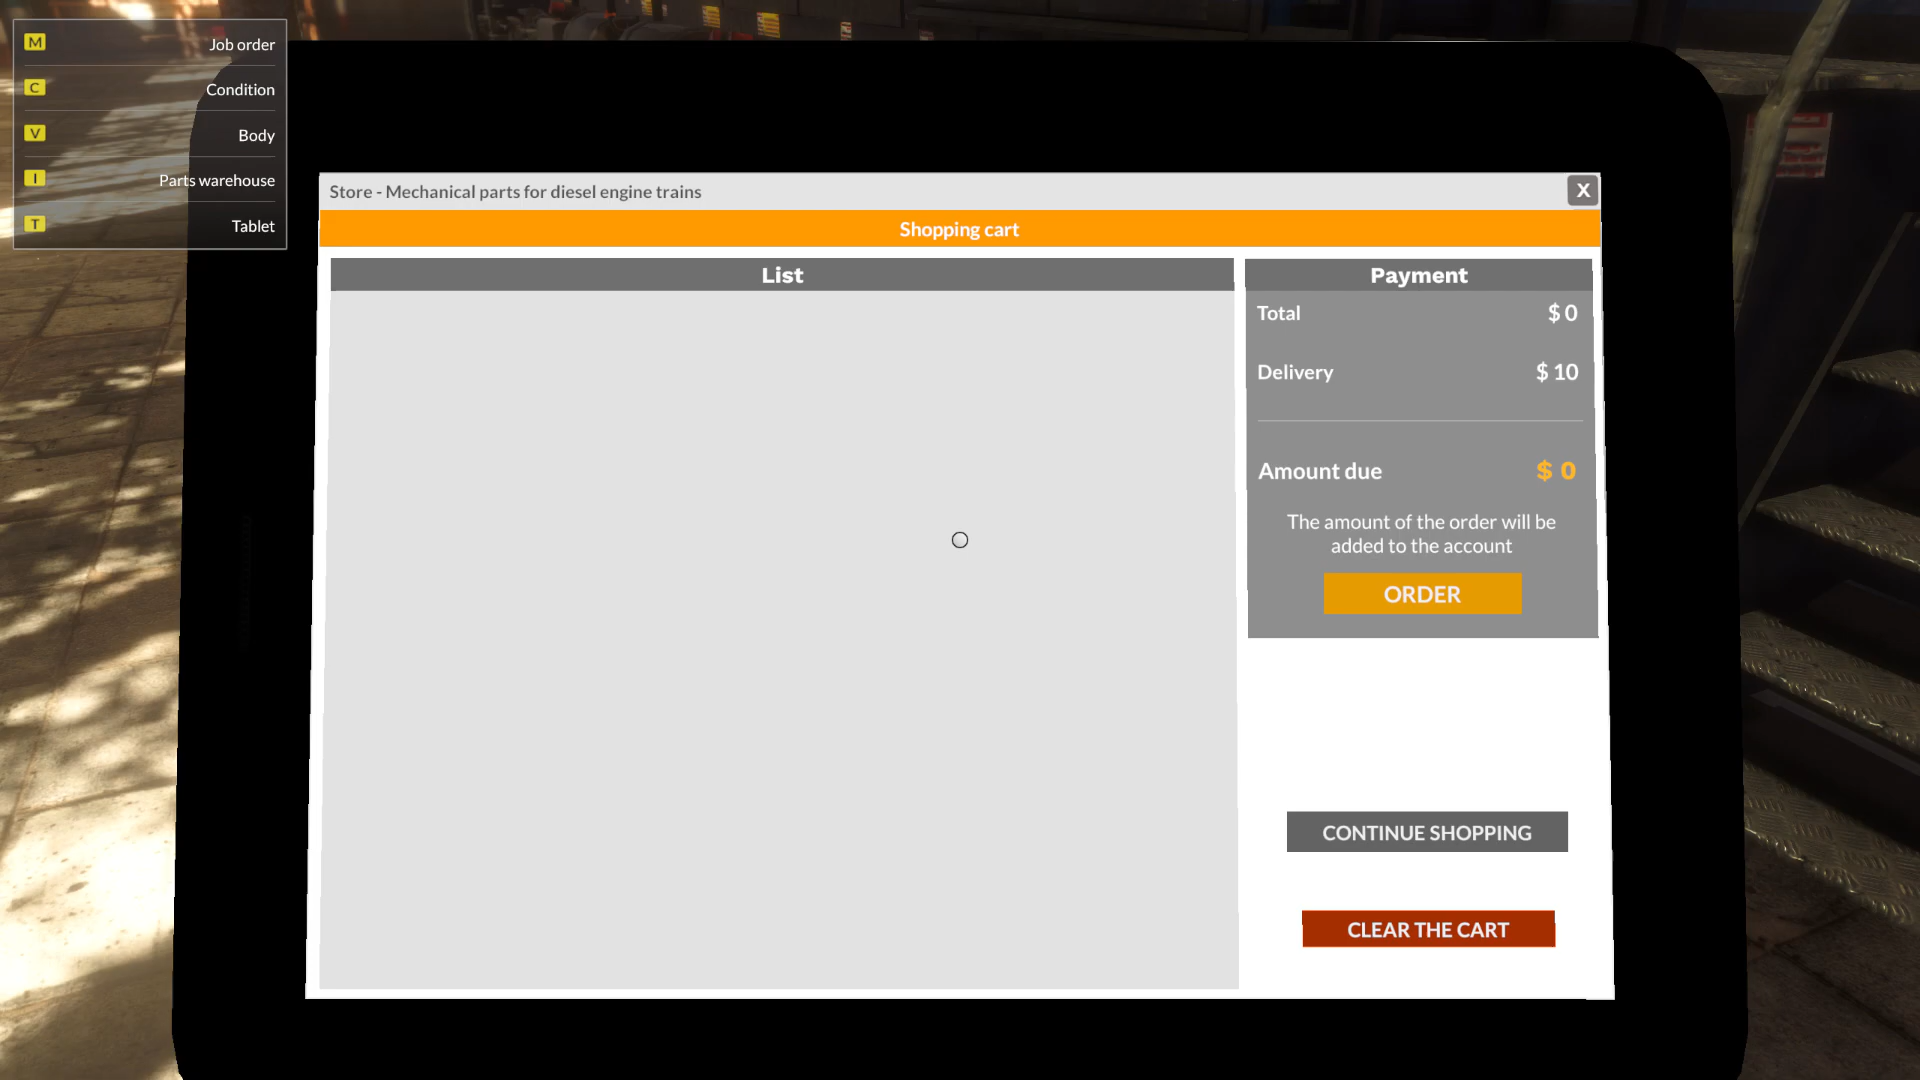 M Job order
C Condition
V Body
I Parts warehouse
T Tablet
Store - Mechanical parts for diesel engine trains
X
Shopping cart
List
Payment
Total $ 0
Delivery $ 10
Amount due $ 0
The amount of the order will be
added to the account
ORDER
CONTINUE SHOPPING
CLEAR THE CART